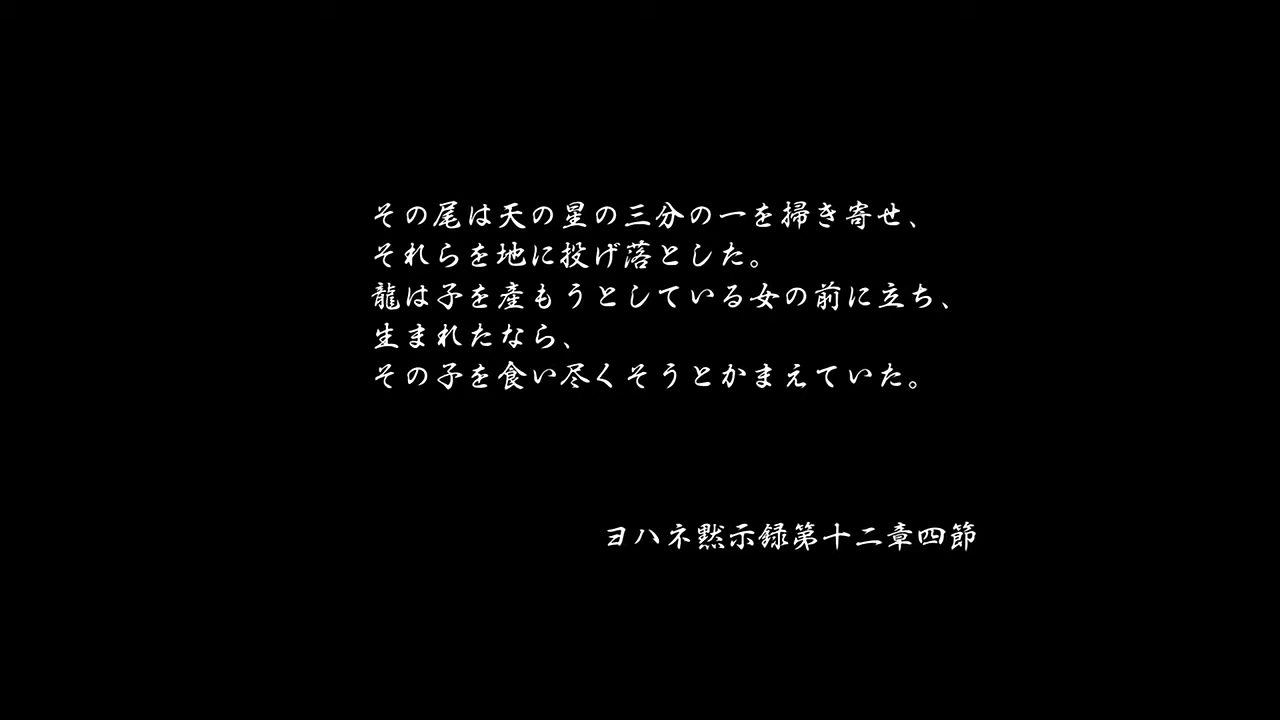 その尾は天の星の三分の一を掃き寄せ、
それらを地に投げ落とした。
龍は子を産もうとしている女の前に立ち、
生まれたなら、
その子を食い尽くそうとかまえていた。
ヨハネ黙示録第十二章四節